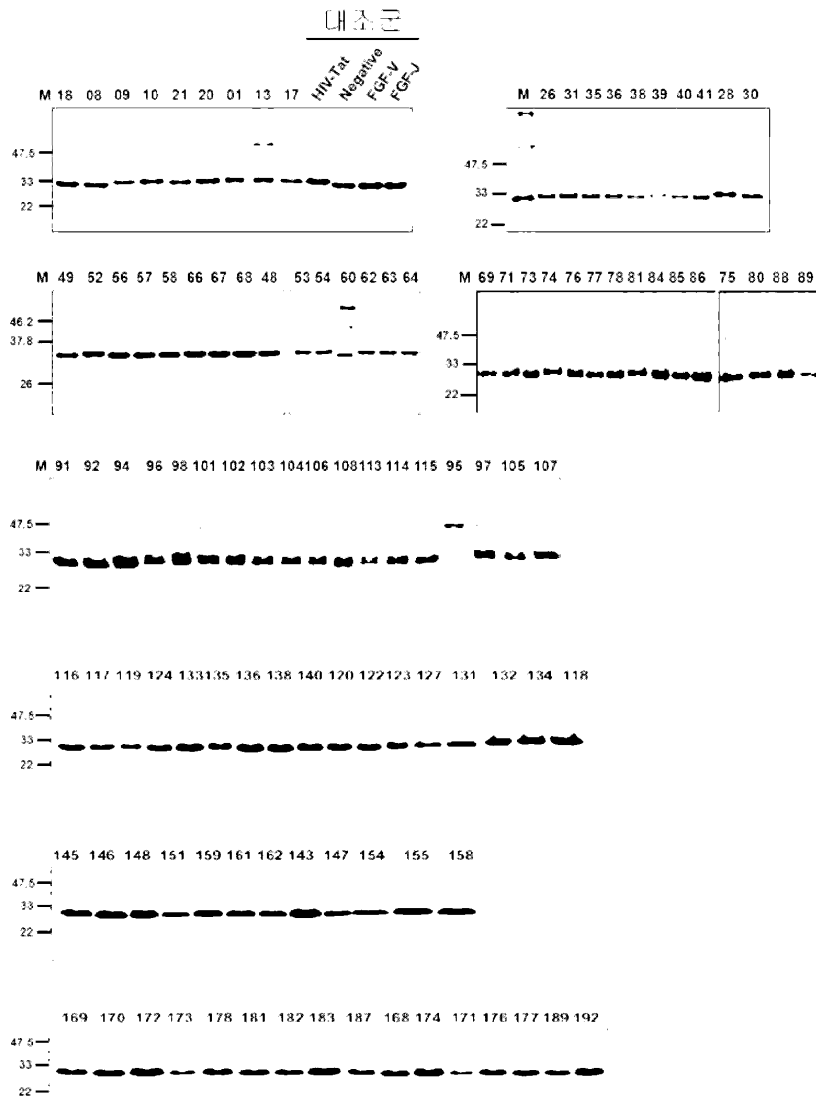 대조군
M 18 08 09 10 21 20 01 13 17 HIV-Tat Negative FGF-V FGF-J
47.5
33
22
M 26 31 35 36 38 39 40 41 28 30
47.5
33
22
M 49 52 56 57 58 66 67 68 48 53 54 60 62 63 64
46.2
37.8
26
M 69 71 73 74 76 77 78 81 84 85 86 75 80 88 89
47.5
33
22
M 91 92 94 96 98 101 102 103 104 106 108 113 114 115 95 97 105 107
47.5
33
22
116 117 119 124 133 135 136 138 140 120 122 123 127 131 132 134 118
47.5
33
22
145 146 148 151 159 161 162 143 147 154 155 158
47.5
33
22
169 170 172 173 178 181 182 183 187 168 174 171 176 177 189 192
47.5
33
22